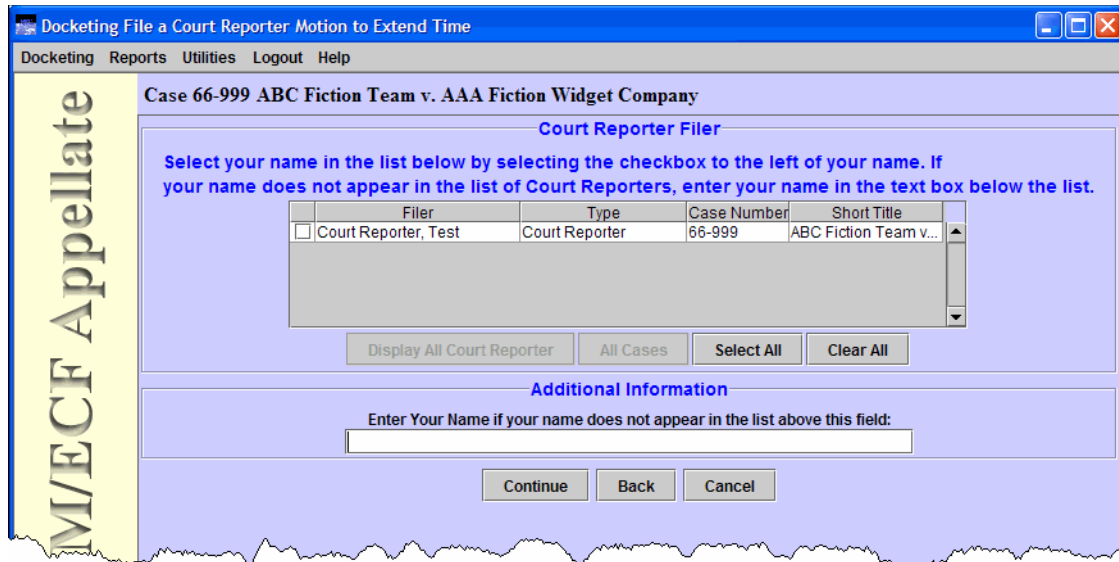 Docketing File a Court Reporter Motion to Extend Time
Docketing Reports Utilities Logout Help
M/ECF Appellate
Case 66-999 ABC Fiction Team v. AAA Fiction Widget Company
Court Reporter Filer
Select your name in the list below by selecting the checkbox to the left of your name. If
your name does not appear in the list of Court Reporters, enter your name in the text box below the list.
Filer Type Case Number Short Title
Court Reporter, Test Court Reporter 66-999 ABC Fiction Team v...
Display All Court Reporter All Cases Select All Clear All
Additional Information
Enter Your Name if your name does not appear in the list above this field:
Continue Back Cancel